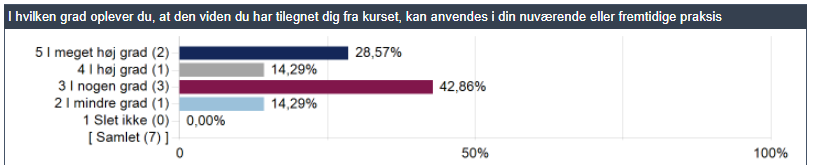 I hvilken grad oplever du, at den viden du har tilegnet dig fra kurset, kan anvendes i din nuværende eller fremtidige praksis
5 I meget høj grad (2) 28,57%
4 I høj grad (1) 14,29%
3 I nogen grad (3) 42,86%
2 I mindre grad (1) 14,29%
1 Slet ikke (0) 0,00%
[ Samlet (7) ]
0 50% 100%